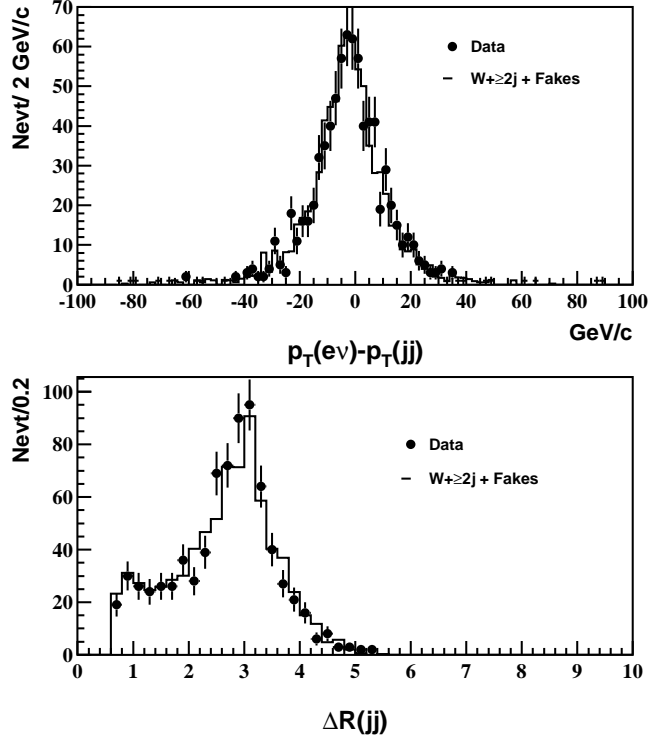 Nevt/ 2 GeV/c
70
60
50
40
30
20
10
0
Data
W+≥2j + Fakes
-100 -80 -60 -40 -20 0 20 40 60 80 100
GeV/c
p_T(eν)-p_T(jj)
Nevt/0.2
100
80
60
40
20
0
Data
W+≥2j + Fakes
0 1 2 3 4 5 6 7 8 9 10
ΔR(jj)